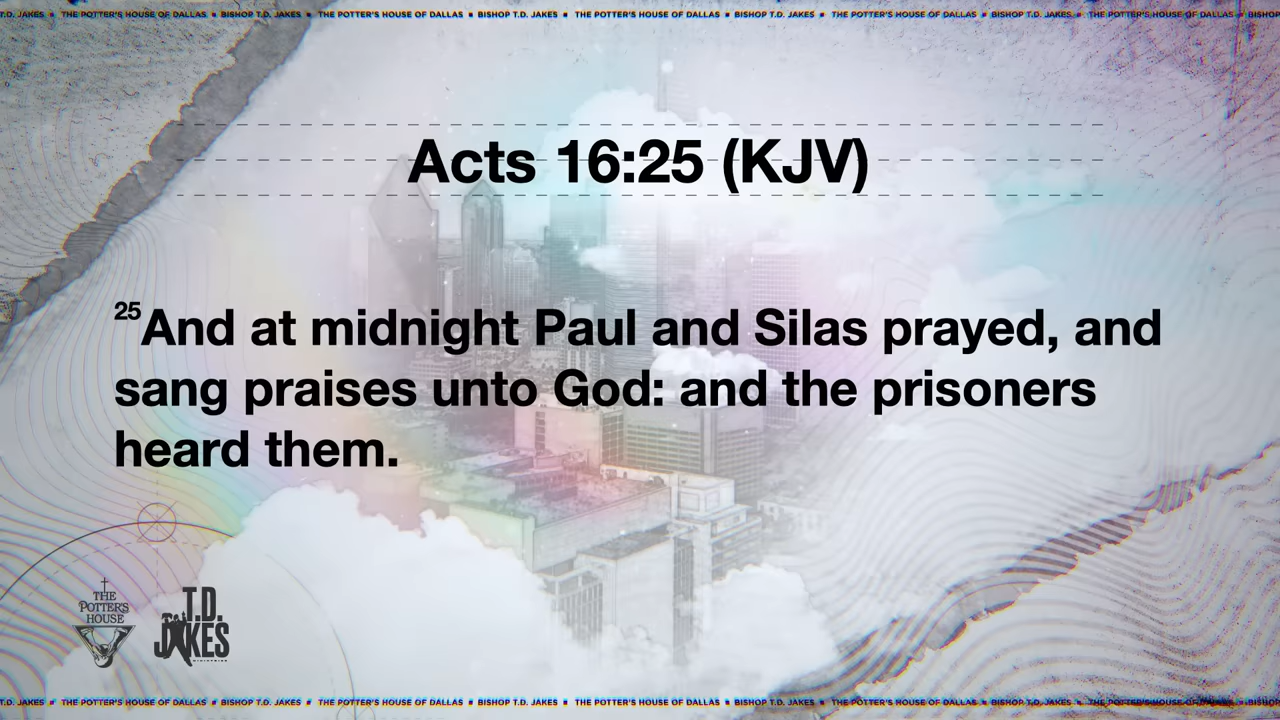 T.D. JAKES ■ THE POTTER'S HOUSE OF DALLAS ■ BISHOP T.D. JAKES ■ THE POTTER'S HOUSE OF DALLAS ■ BISHOP T.D. JAKES ■ THE POTTER'S HOUSE OF DALLAS ■ BISHOP T.D. JAKES ■ THE POTTER'S HOUSE OF DALLAS ■ BISHOP
Acts 16:25 (KJV)
25And at midnight Paul and Silas prayed, and
sang praises unto God: and the prisoners
heard them.
THE
POTTER'S
HOUSE
T.D.
JAKES
MINISTRIES
T.D. JAKES ■ THE POTTER'S HOUSE OF DALLAS ■ BISHOP T.D. JAKES ■ THE POTTER'S HOUSE OF DALLAS ■ BISHOP T.D. JAKES ■ THE POTTER'S HOUSE OF DALLAS ■ BISHOP T.D. JAKES ■ THE POTTER'S HOUSE OF DALLAS ■ BISHOP